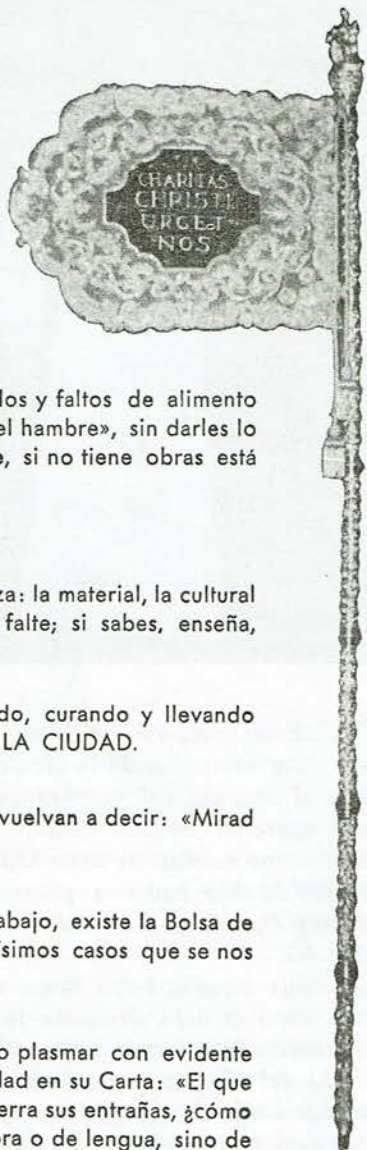 CHARITAS
CHRISTI
URGET
NOS
los y faltos de alimento
el hambre», sin darles lo
e, si no tiene obras está
za: la material, la cultural
falte; si sabes, enseña,
do, curando y llevando
LA CIUDAD.
vuelvan a decir: «Mirad
abajo, existe la Bolsa de
ísimos casos que se nos
o plasmar con evidente
dad en su Carta: «El que
erra sus entrañas, ¿cómo
ora o de lengua, sino de